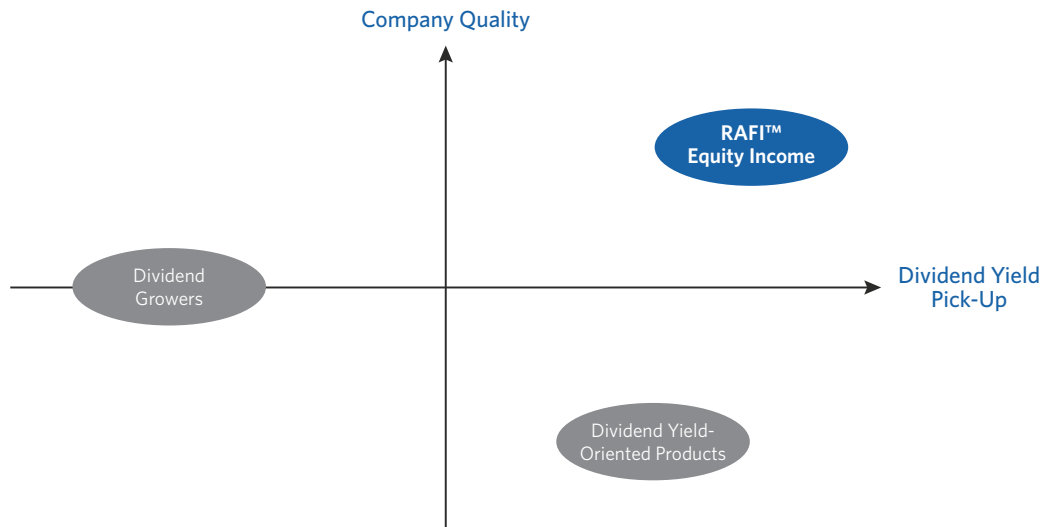 Company Quality
RAFI™
Equity Income
Dividend
Growers
Dividend Yield
Pick-Up
Dividend Yield-
Oriented Products